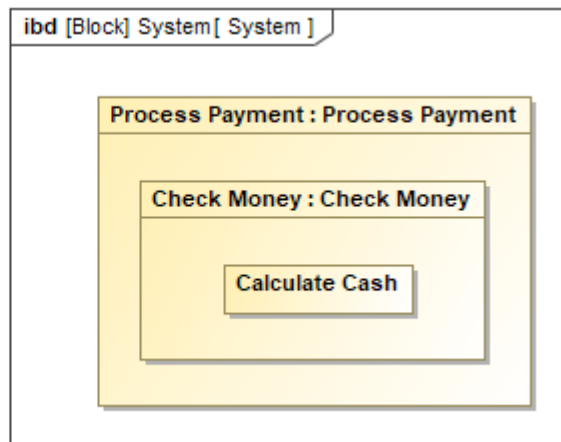 ibd [Block] System[ System ]
Process Payment : Process Payment
Check Money : Check Money
Calculate Cash